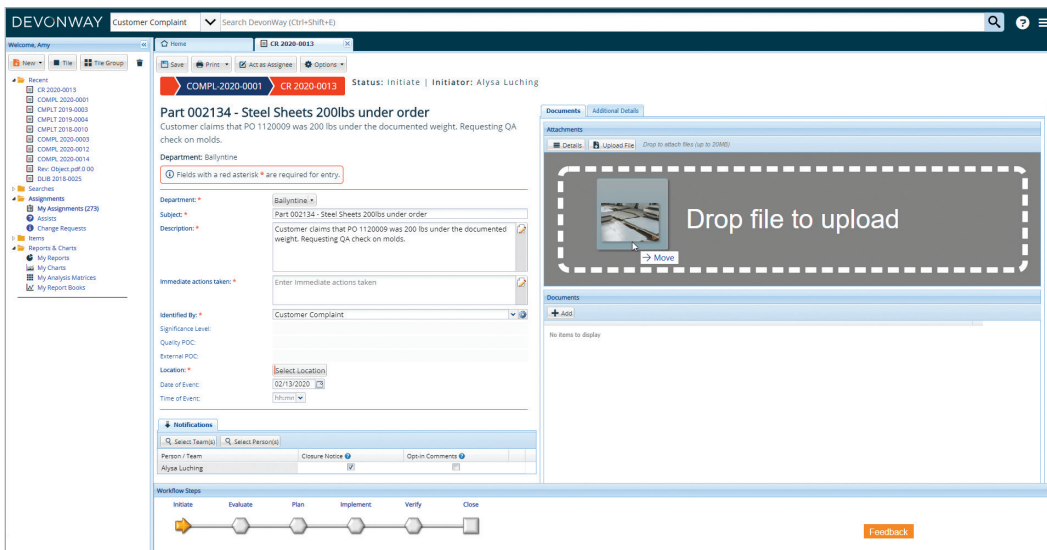 DEVONWAY
Customer Complaint
Search DevonWay (Ctrl+Shift+E)
Welcome, Amy
Home
CR 2020-0013
New
Tile
Tile Group
Save
Print
Act as Assignee
Options
COMPL-2020-0001
CR 2020-0013
Status: Initiate | Initiator: Alysa Luching
Recent
CR 2020-0013
COMPL 2020-0001
CMPLT 2019-0003
CMPLT 2019-0004
CMPLT 2018-0010
COMPL 2020-0003
COMPL 2020-0012
COMPL 2020-0014
Rev: Object.pdf.0 00
DLIB 2018-0025
Searches
Assignments
My Assignments (273)
Assists
Change Requests
Items
Reports & Charts
My Reports
My Charts
My Analysis Matrices
My Report Books
Part 002134 - Steel Sheets 200lbs under order
Customer claims that PO 1120009 was 200 lbs under the documented weight. Requesting QA
check on molds.
Department: Ballyntine
Fields with a red asterisk * are required for entry.
Department: *
Ballyntine
Subject: *
Part 002134 - Steel Sheets 200lbs under order
Description: *
Customer claims that PO 1120009 was 200 lbs under the documented
weight. Requesting QA check on molds.
Immediate actions taken: *
Enter Immediate actions taken
Identified By: *
Customer Complaint
Significance Level:
Quality POC:
External POC:
Location: *
Select Location
Date of Event:
02/13/2020
Time of Event:
hh:mm
Notifications
Select Team(s)
Select Person(s)
Person / Team
Closure Notice
Opt-in Comments
Alysa Luching
Documents
Additional Details
Attachments
Details
Upload File
Drop to attach files (up to 20MB)
Drop file to upload
Move
Documents
Add
No items to display
Workflow Steps
Initiate
Evaluate
Plan
Implement
Verify
Close
Feedback